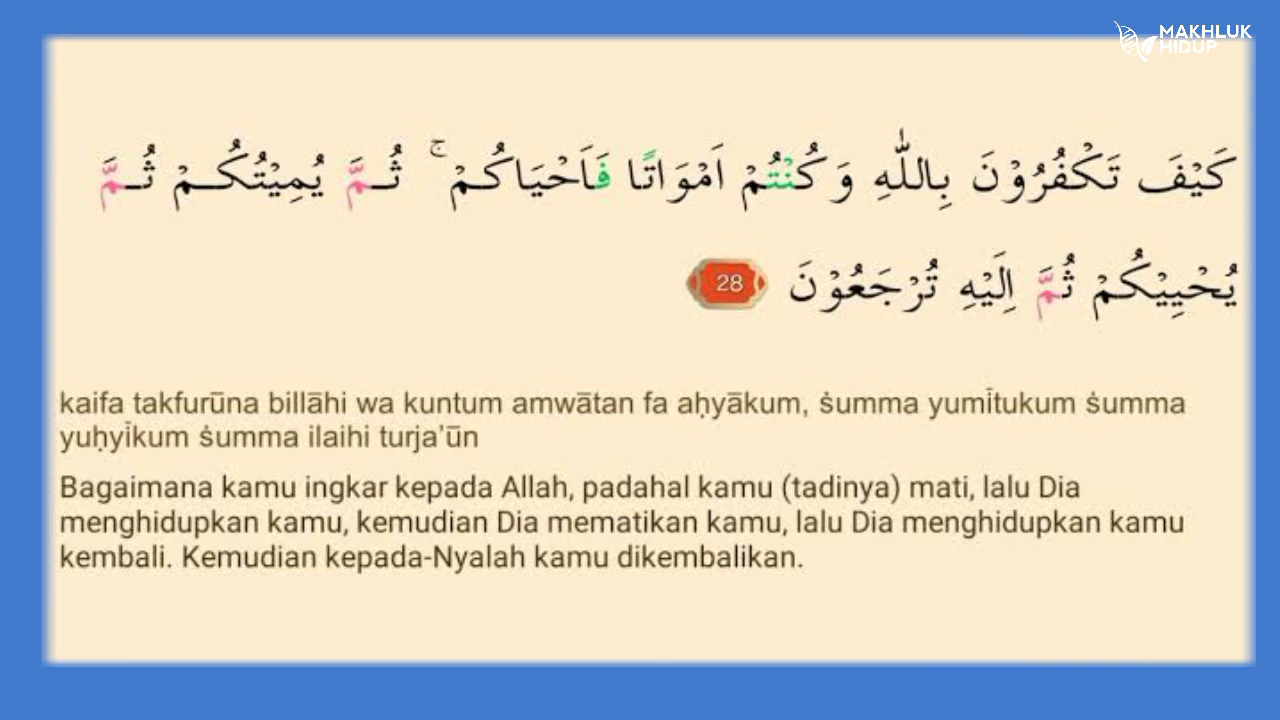 MAKHLUK
HIDUP
كَيْفَ تَكْفُرُوْنَ بِاللّٰهِ وَكُنْتُمْ اَمْوَاتًا فَاَحْيَاكُمْۚ ثُمَّ يُمِيْتُكُمْ ثُمَّ
يُحْيِيْكُمْ ثُمَّ اِلَيْهِ تُرْجَعُوْنَ 28
kaifa takfurūna billāhi wa kuntum amwātan fa aḥyākum, ṡumma yumītukum ṡumma
yuḥyīkum ṡumma ilaihi turja’ūn
Bagaimana kamu ingkar kepada Allah, padahal kamu (tadinya) mati, lalu Dia
menghidupkan kamu, kemudian Dia mematikan kamu, lalu Dia menghidupkan kamu
kembali. Kemudian kepada-Nyalah kamu dikembalikan.